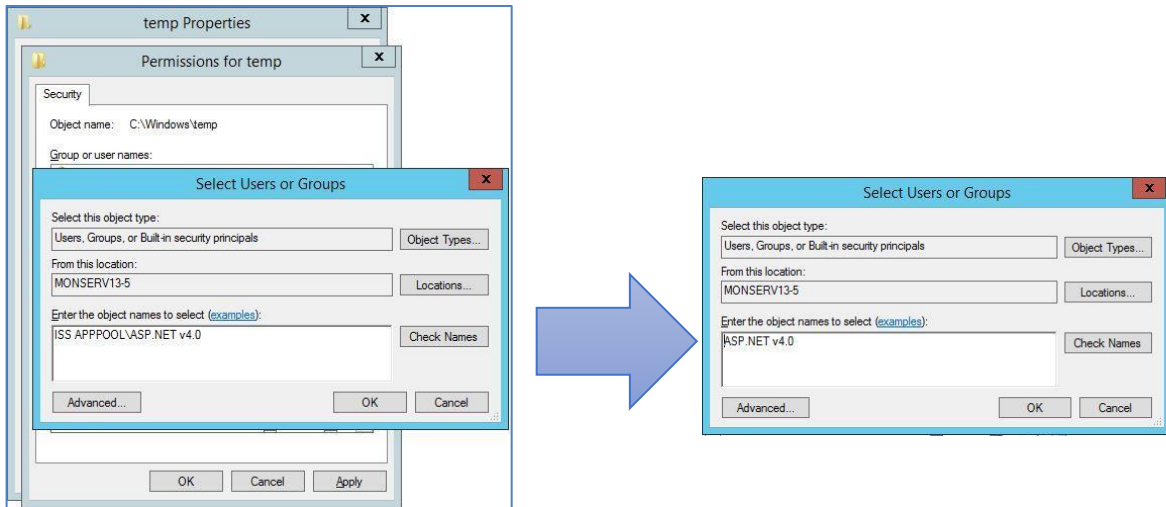 temp Properties
x
Permissions for temp
x
Security
Object name: C:\Windows\temp
Group or user names:
Select Users or Groups
x
Select this object type:
Users, Groups, or Built-in security principals
Object Types...
From this location:
MONSERV13-5
Locations...
Enter the object names to select (examples):
ISS APPPOOL\ASP.NET v4.0
Check Names
Advanced...
OK
Cancel
OK
Cancel
Apply
Select Users or Groups
x
Select this object type:
Users, Groups, or Built-in security principals
Object Types...
From this location:
MONSERV13-5
Locations...
Enter the object names to select (examples):
ASP.NET v4.0
Check Names
Advanced...
OK
Cancel